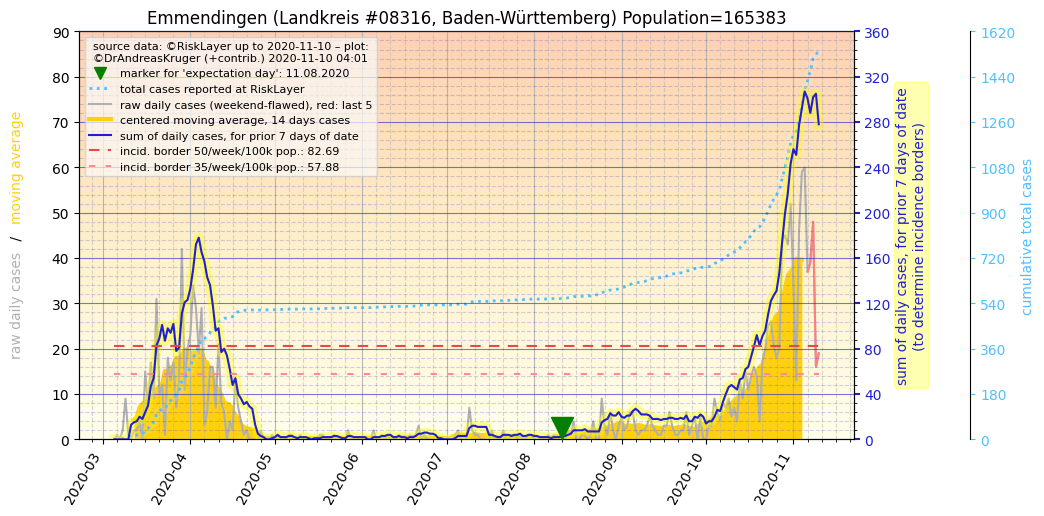 Emmendingen (Landkreis #08316, Baden-Württemberg) Population=165383
source data: ©RiskLayer up to 2020-11-10 – plot:
©DrAndreasKruger (+contrib.) 2020-11-10 04:01
marker for 'expectation day': 11.08.2020
total cases reported at RiskLayer
raw daily cases (weekend-flawed), red: last 5
centered moving average, 14 days cases
sum of daily cases, for prior 7 days of date
incid. border 50/week/100k pop.: 82.69
incid. border 35/week/100k pop.: 57.88
raw daily cases / moving average
90
80
70
60
50
40
30
20
10
0
2020-03
2020-04
2020-05
2020-06
2020-07
2020-08
2020-09
2020-10
2020-11
360
320
280
240
200
160
120
80
40
0
sum of daily cases, for prior 7 days of date
(to determine incidence borders)
1620
1440
1260
1080
900
720
540
360
180
0
cumulative total cases